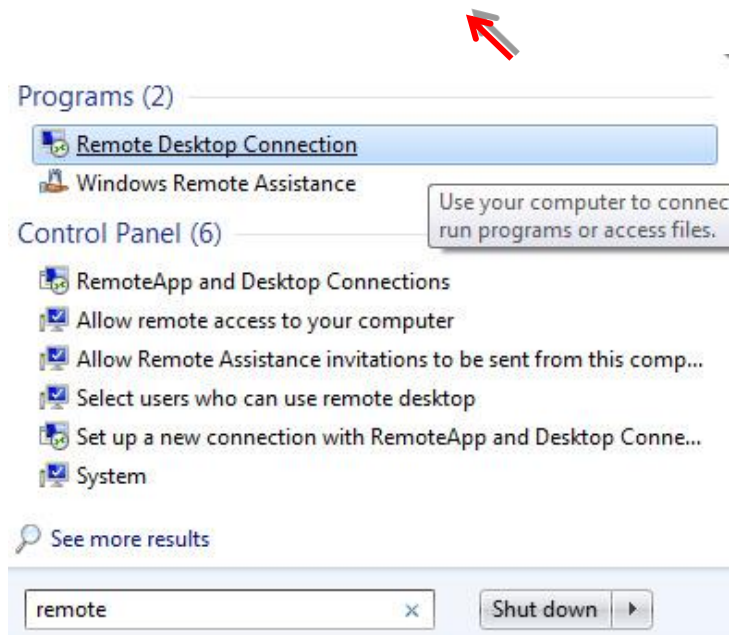 Programs (2)
Remote Desktop Connection
Windows Remote Assistance
Use your computer to connec
run programs or access files.
Control Panel (6)
RemoteApp and Desktop Connections
Allow remote access to your computer
Allow Remote Assistance invitations to be sent from this comp...
Select users who can use remote desktop
Set up a new connection with RemoteApp and Desktop Conne...
System
See more results
remote
Shut down